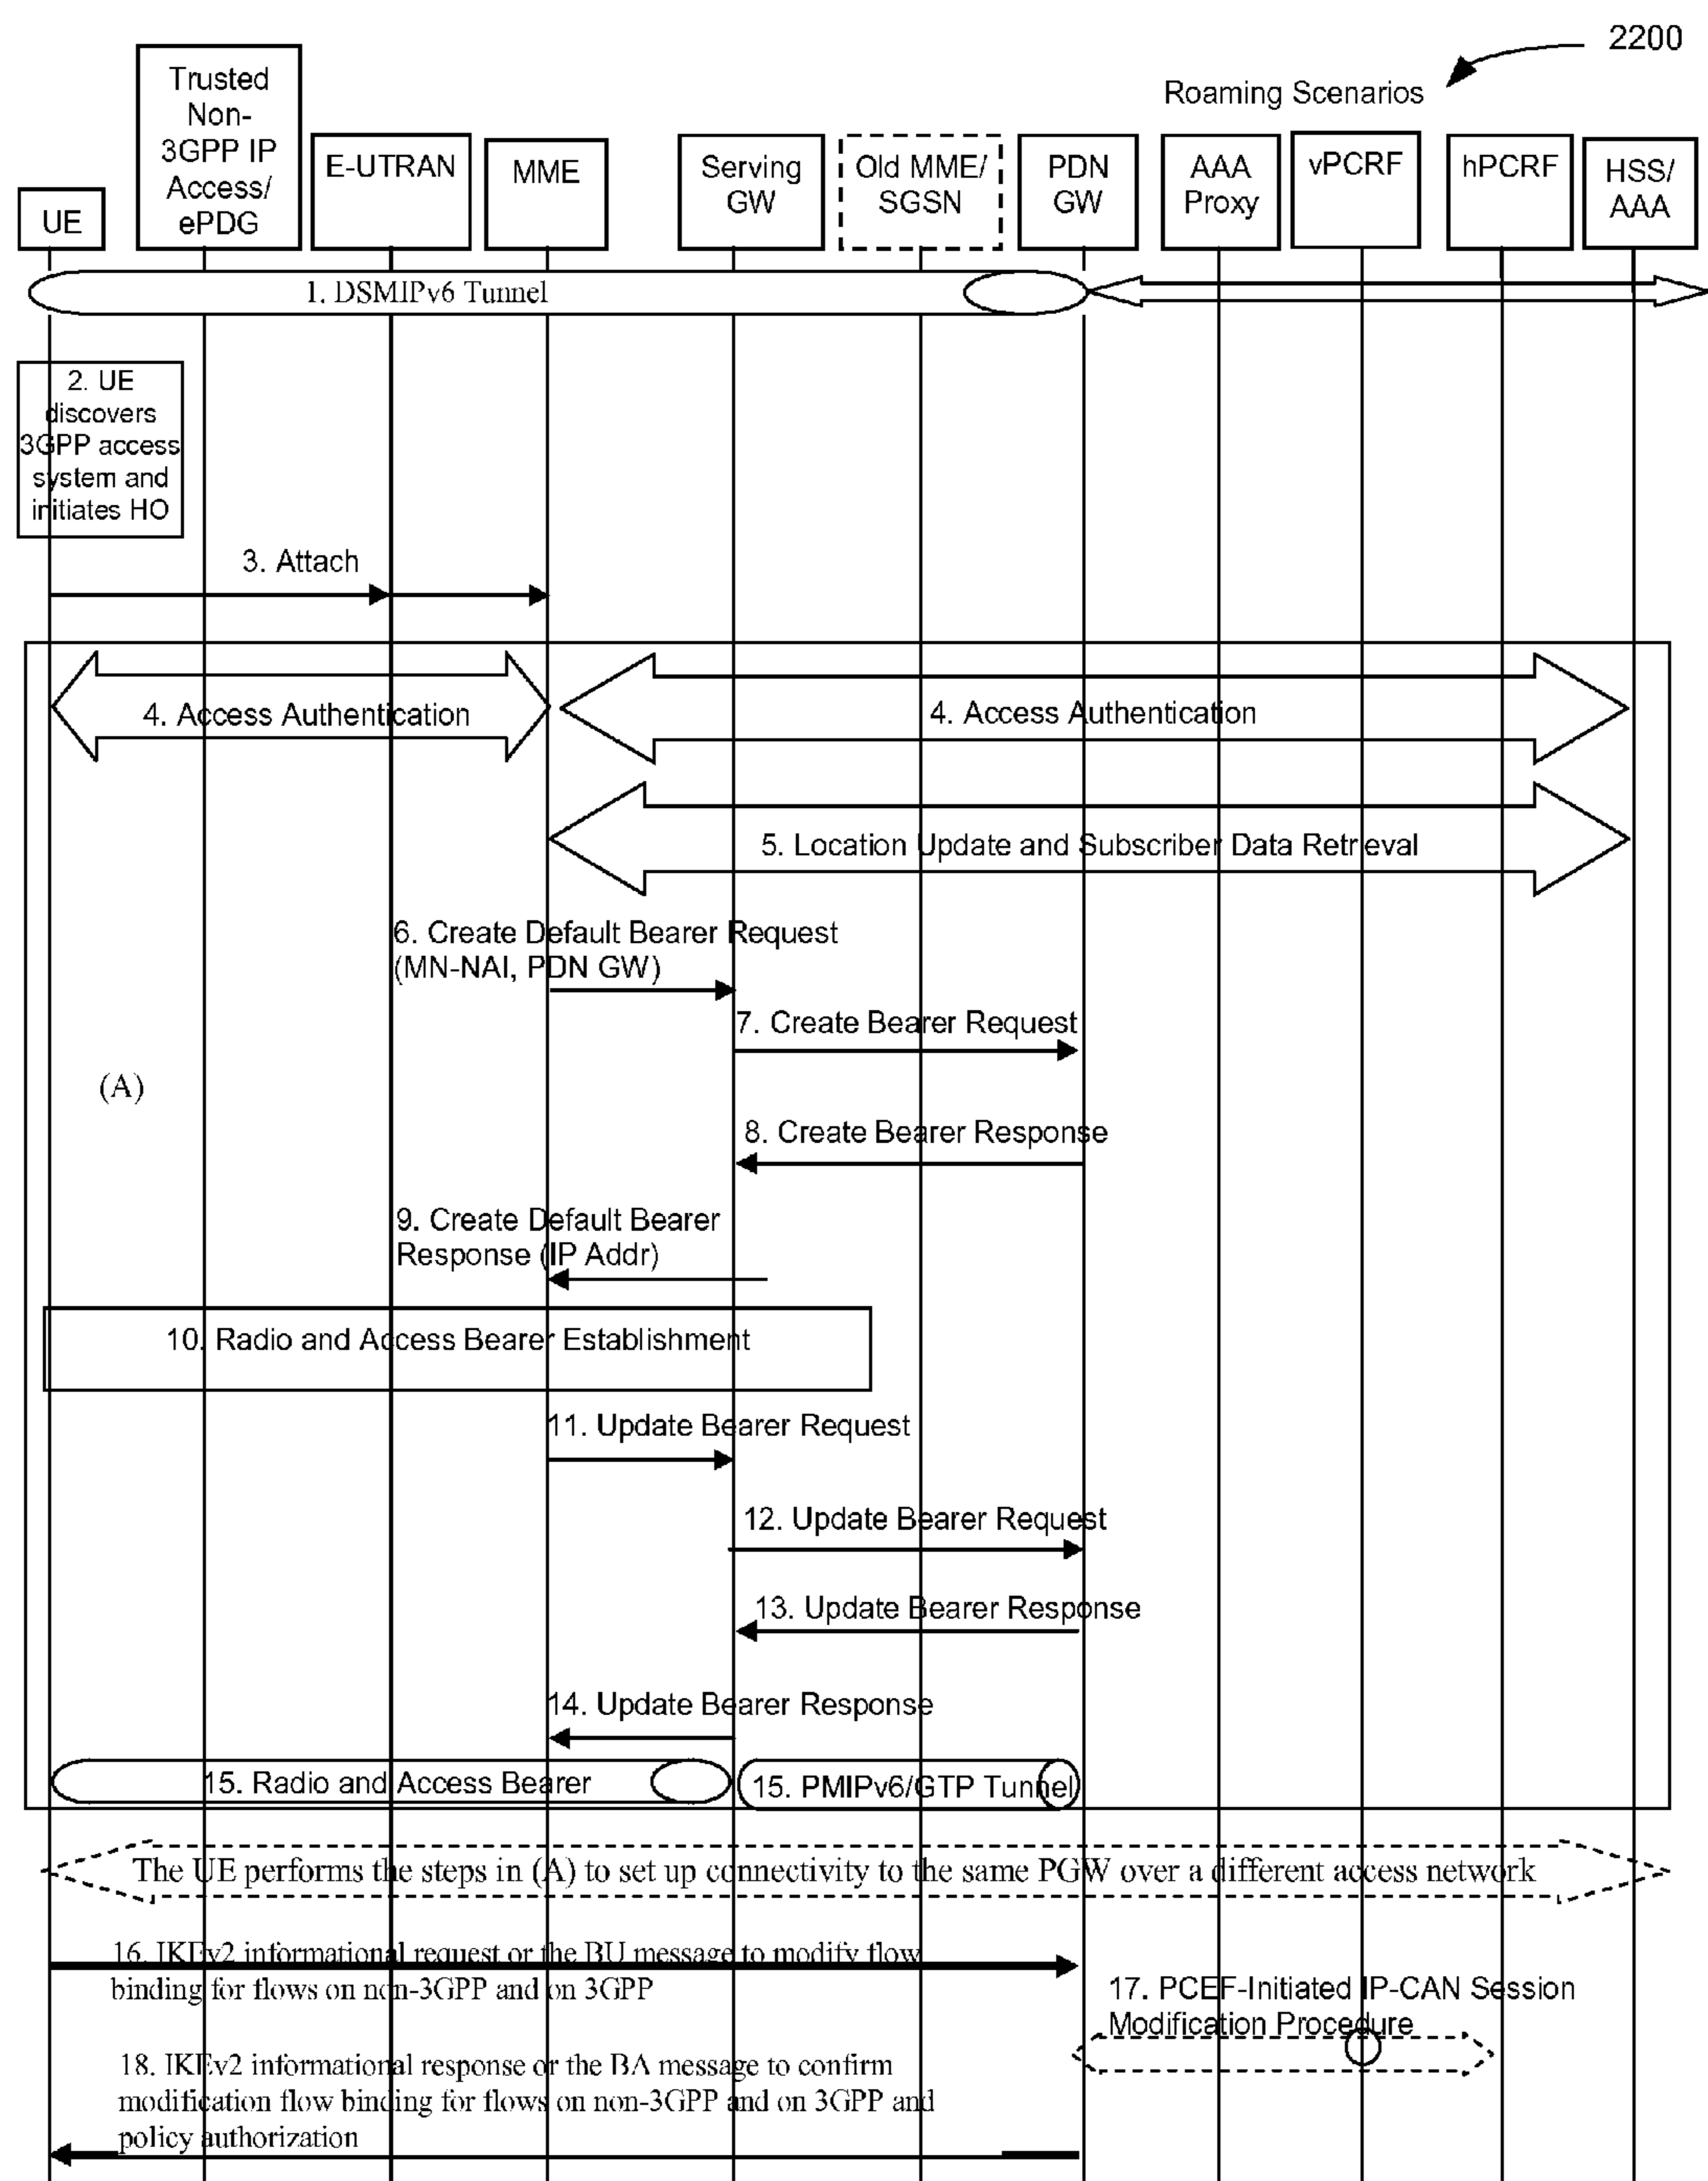 2200
Roaming Scenarios
UE
Trusted
Non-
3GPP IP
Access/
ePDG
E-UTRAN
MME
Serving
GW
Old MME/
SGSN
PDN
GW
AAA
Proxy
vPCRF
hPCRF
HSS/
AAA
1. DSMIPv6 Tunnel
2. UE
discovers
3GPP access
system and
initiates HO
3. Attach
4. Access Authentication
4. Access Authentication
5. Location Update and Subscriber Data Retrieval
6. Create Default Bearer Request
(MN-NAI, PDN GW)
7. Create Bearer Request
(A)
8. Create Bearer Response
9. Create Default Bearer
Response (IP Addr)
10. Radio and Access Bearer Establishment
11. Update Bearer Request
12. Update Bearer Request
13. Update Bearer Response
14. Update Bearer Response
15. Radio and Access Bearer
15. PMIPv6/GTP Tunnel
The UE performs the steps in (A) to set up connectivity to the same PGW over a different access network
16. IKEv2 informational request or the BU message to modify flow
binding for flows on non-3GPP and on 3GPP
17. PCEF-Initiated IP-CAN Session
Modification Procedure
18. IKEv2 informational response or the BA message to confirm
modification flow binding for flows on non-3GPP and on 3GPP and
policy authorization